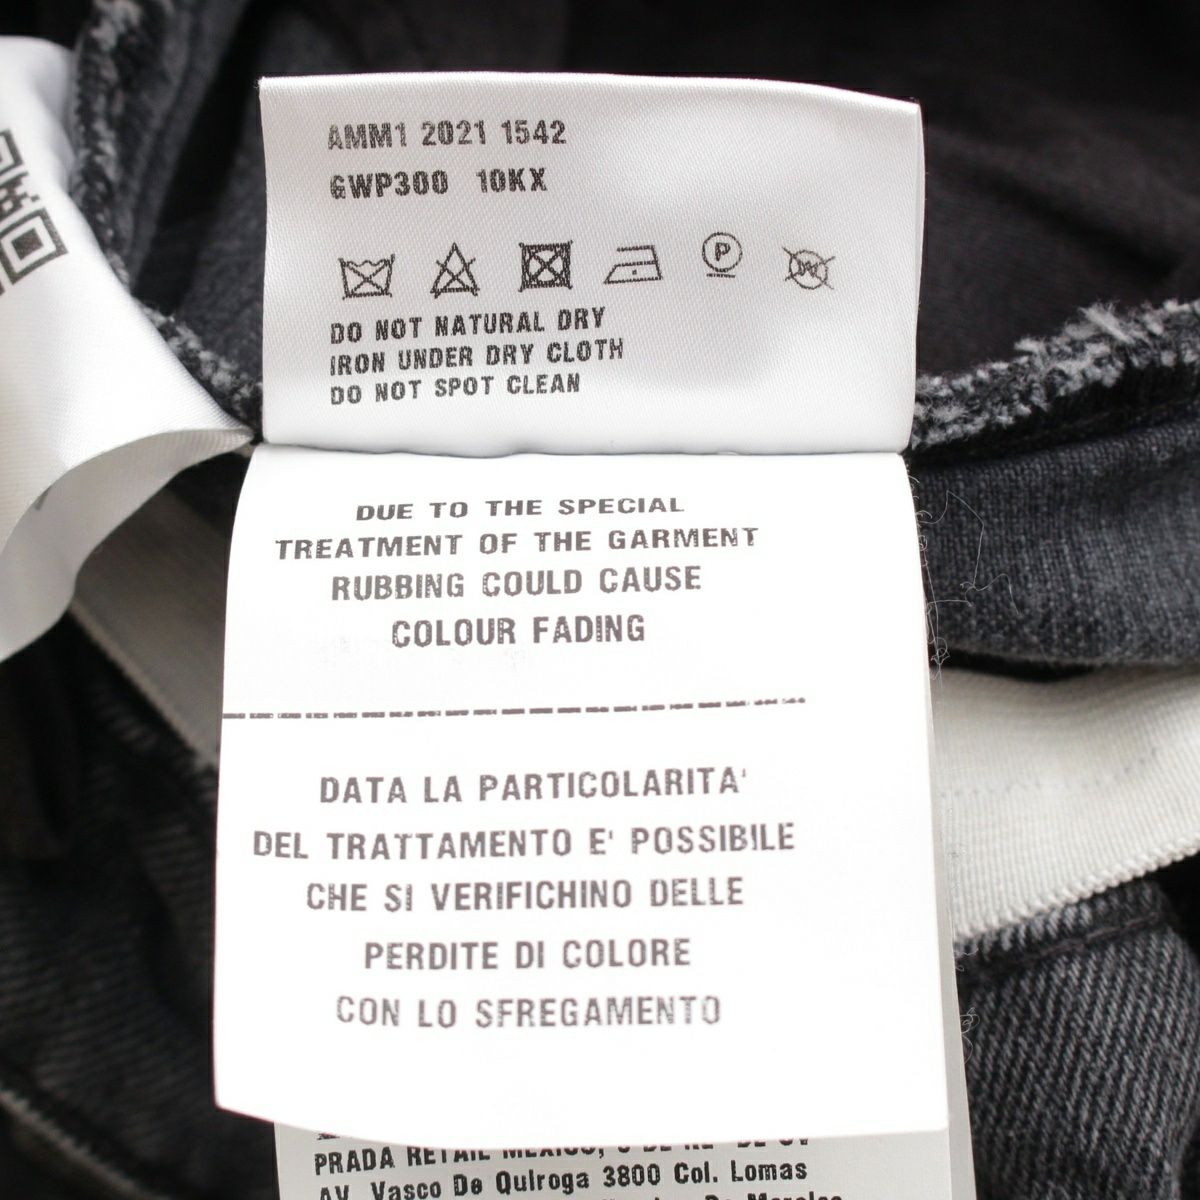 AMM1 2021 1542
GWP300 10KX
P
W
DO NOT NATURAL DRY
IRON UNDER DRY CLOTH
DO NOT SPOT CLEAN
DUE TO THE SPECIAL
TREATMENT OF THE GARMENT
RUBBING COULD CAUSE
COLOUR FADING
DATA LA PARTICOLARITA'
DEL TRATTAMENTO E' POSSIBILE
CHE SI VERIFICHINO DELLE
PERDITE DI COLORE
CON LO SFREGAMENTO
PRADA RETAIL MEXICO,
AV. Vasco De Quiroga 3800 Col. Lomas